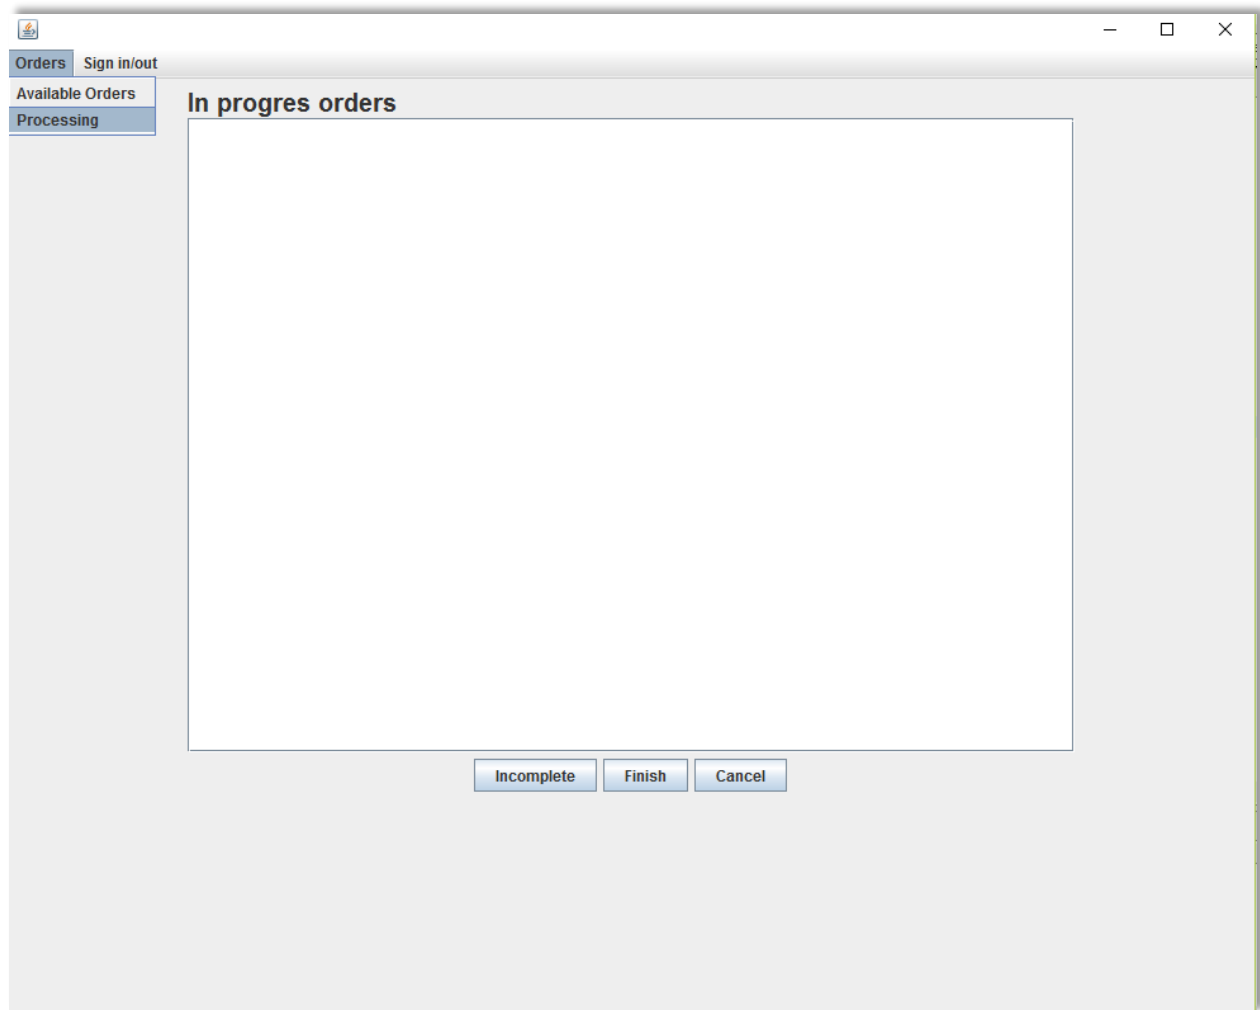 Orders Sign in/out
Available Orders
Processing
In progres orders
Incomplete Finish Cancel